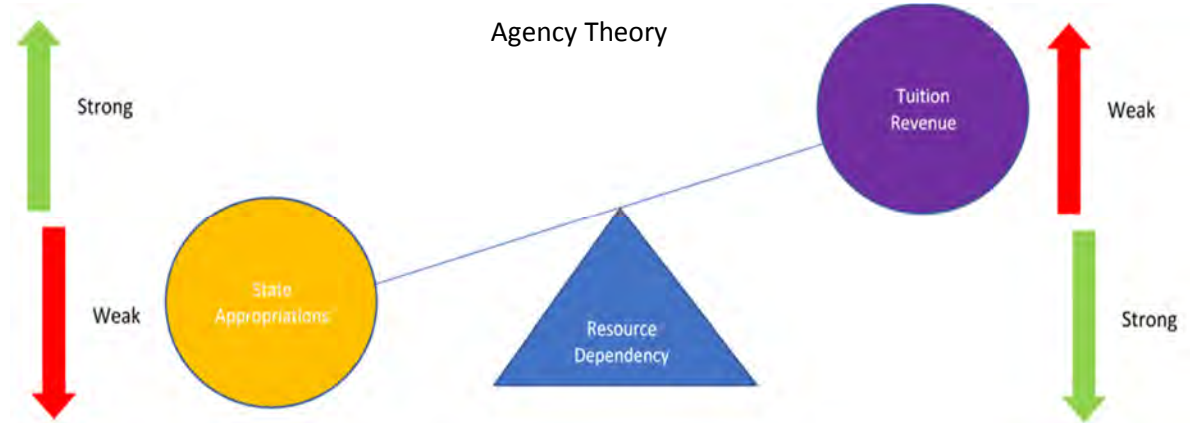 Agency Theory
Strong
Tuition
Revenue
Weak
State
Appropriations
Weak
Resource
Dependency
Strong